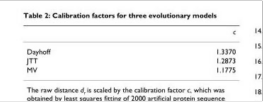 Table 2: Calibration factors for three evolutionary models
c
Dayhoff 1.3370
JTT 1.2873
MV 1.1775
The raw distance d, is scaled by the calibration factor c, which was
obtained by least squares fitting of 2000 artificial protein sequence
14.
15.
16.
17.
18.